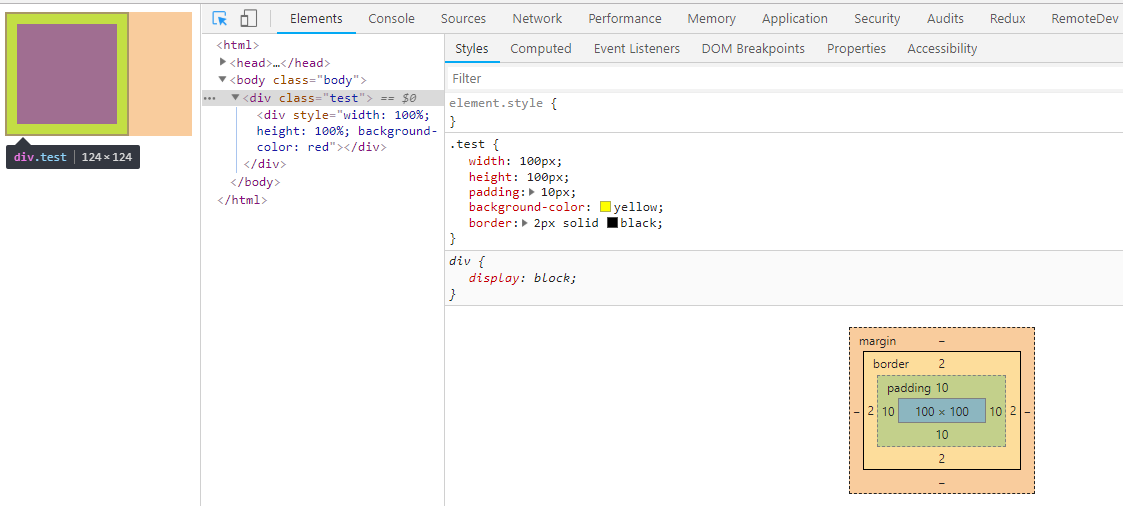 Elements Console Sources Network Performance Memory Application Security Audits Redux RemoteDev
div.test 124 × 124
<html>
<head>…</head>
<body class="body">
<div class="test"> == $0
<div style="width: 100%;
height: 100%; background-
color: red"></div>
</div>
</body>
</html>
Styles Computed Event Listeners DOM Breakpoints Properties Accessibility
Filter
element.style {
}
.test {
width: 100px;
height: 100px;
padding: 10px;
background-color: yellow;
border: 2px solid black;
}
div {
display: block;
}
margin –
border 2
padding 10
– 2 10 100 × 100 10 2 –
10
2
–